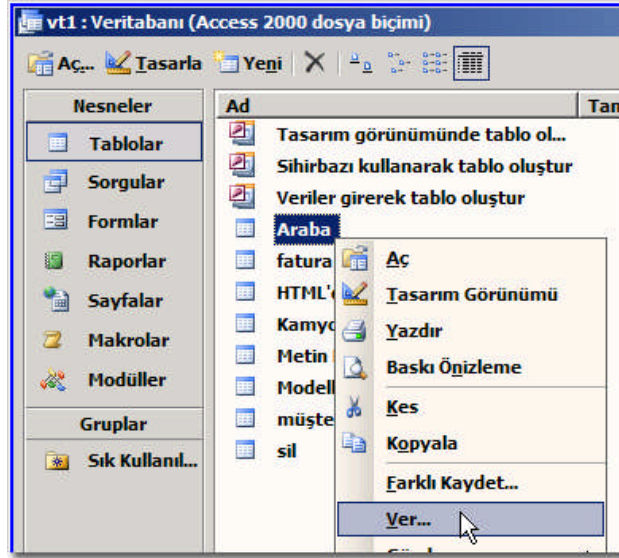 vt1 : Veritabanı (Access 2000 dosya biçimi)
Aç... Tasarla Yeni
Nesneler
Tablolar
Sorgular
Formlar
Raporlar
Sayfalar
Makrolar
Modüller
Gruplar
Sık Kullanıl...
Ad
Tasarım görünümünde tablo ol...
Sihirbazı kullanarak tablo oluştur
Veriler girerek tablo oluştur
Araba
fatura
HTML'
Kamyo
Metin
Modell
müşte
sil
Aç
Tasarım Görünümü
Yazdır
Baskı Önizleme
Kes
Kopyala
Farklı Kaydet...
Ver...